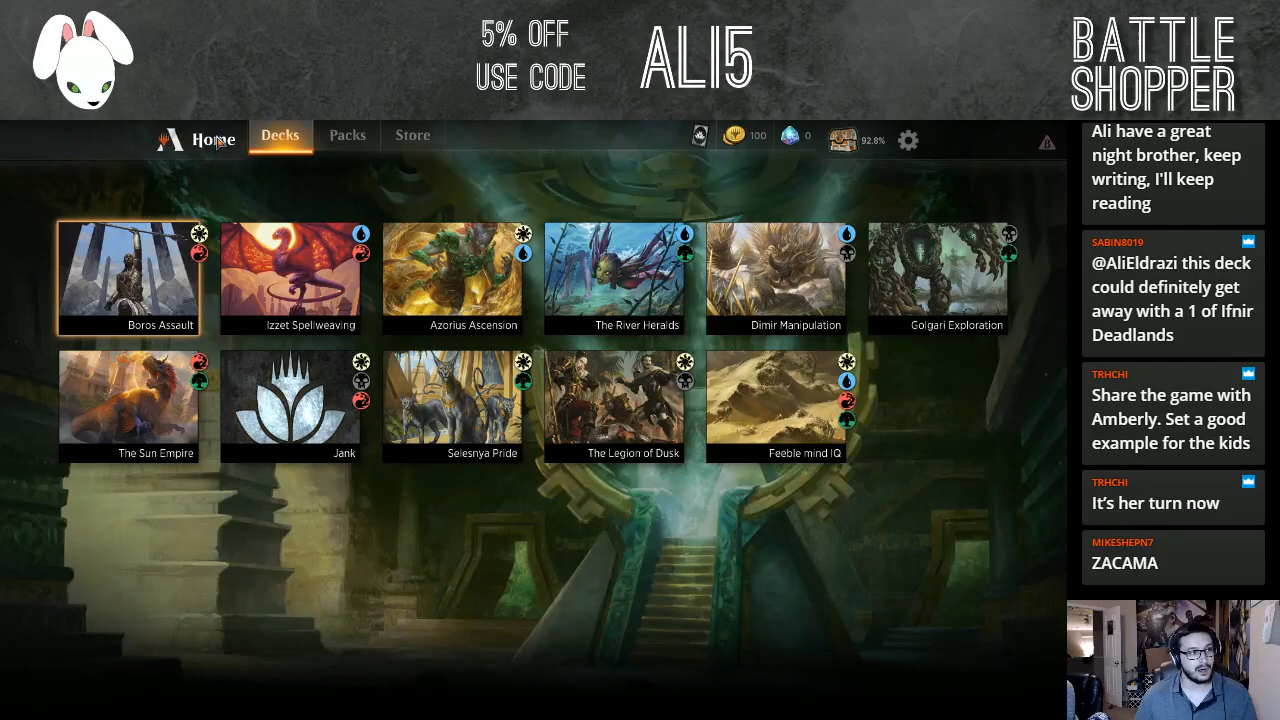 5% OFF
USE CODE
ALI5
BATTLE
SHOPPER
Home
Decks
Packs
Store
100
0
92.8%
Boros Assault
Izzet Spellweaving
Azorius Ascension
The River Heralds
Dimir Manipulation
Golgari Exploration
The Sun Empire
Jank
Selesnya Pride
The Legion of Dusk
Feeble mind IQ
Ali have a great
night brother, keep
writing, I'll keep
reading
SABIN8019
@AliEldrazi this deck
could definitely get
away with a 1 of Ifnir
Deadlands
TRHCHI
Share the game with
Amberly. Set a good
example for the kids
TRHCHI
It's her turn now
MIKESHEPN7
ZACAMA